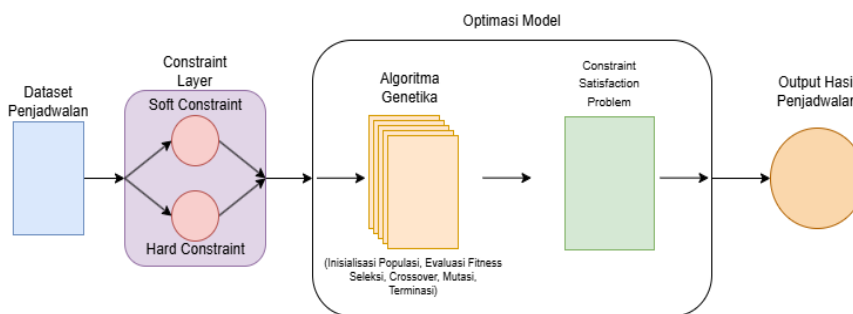 Optimasi Model
Dataset
Penjadwalan
Constraint
Layer
Soft Constraint
Hard Constraint
Algoritma
Genetika
(Inisialisasi Populasi, Evaluasi Fitness
Seleksi, Crossover, Mutasi,
Terminasi)
Constraint
Satisfaction
Problem
Output Hasi
Penjadwalan